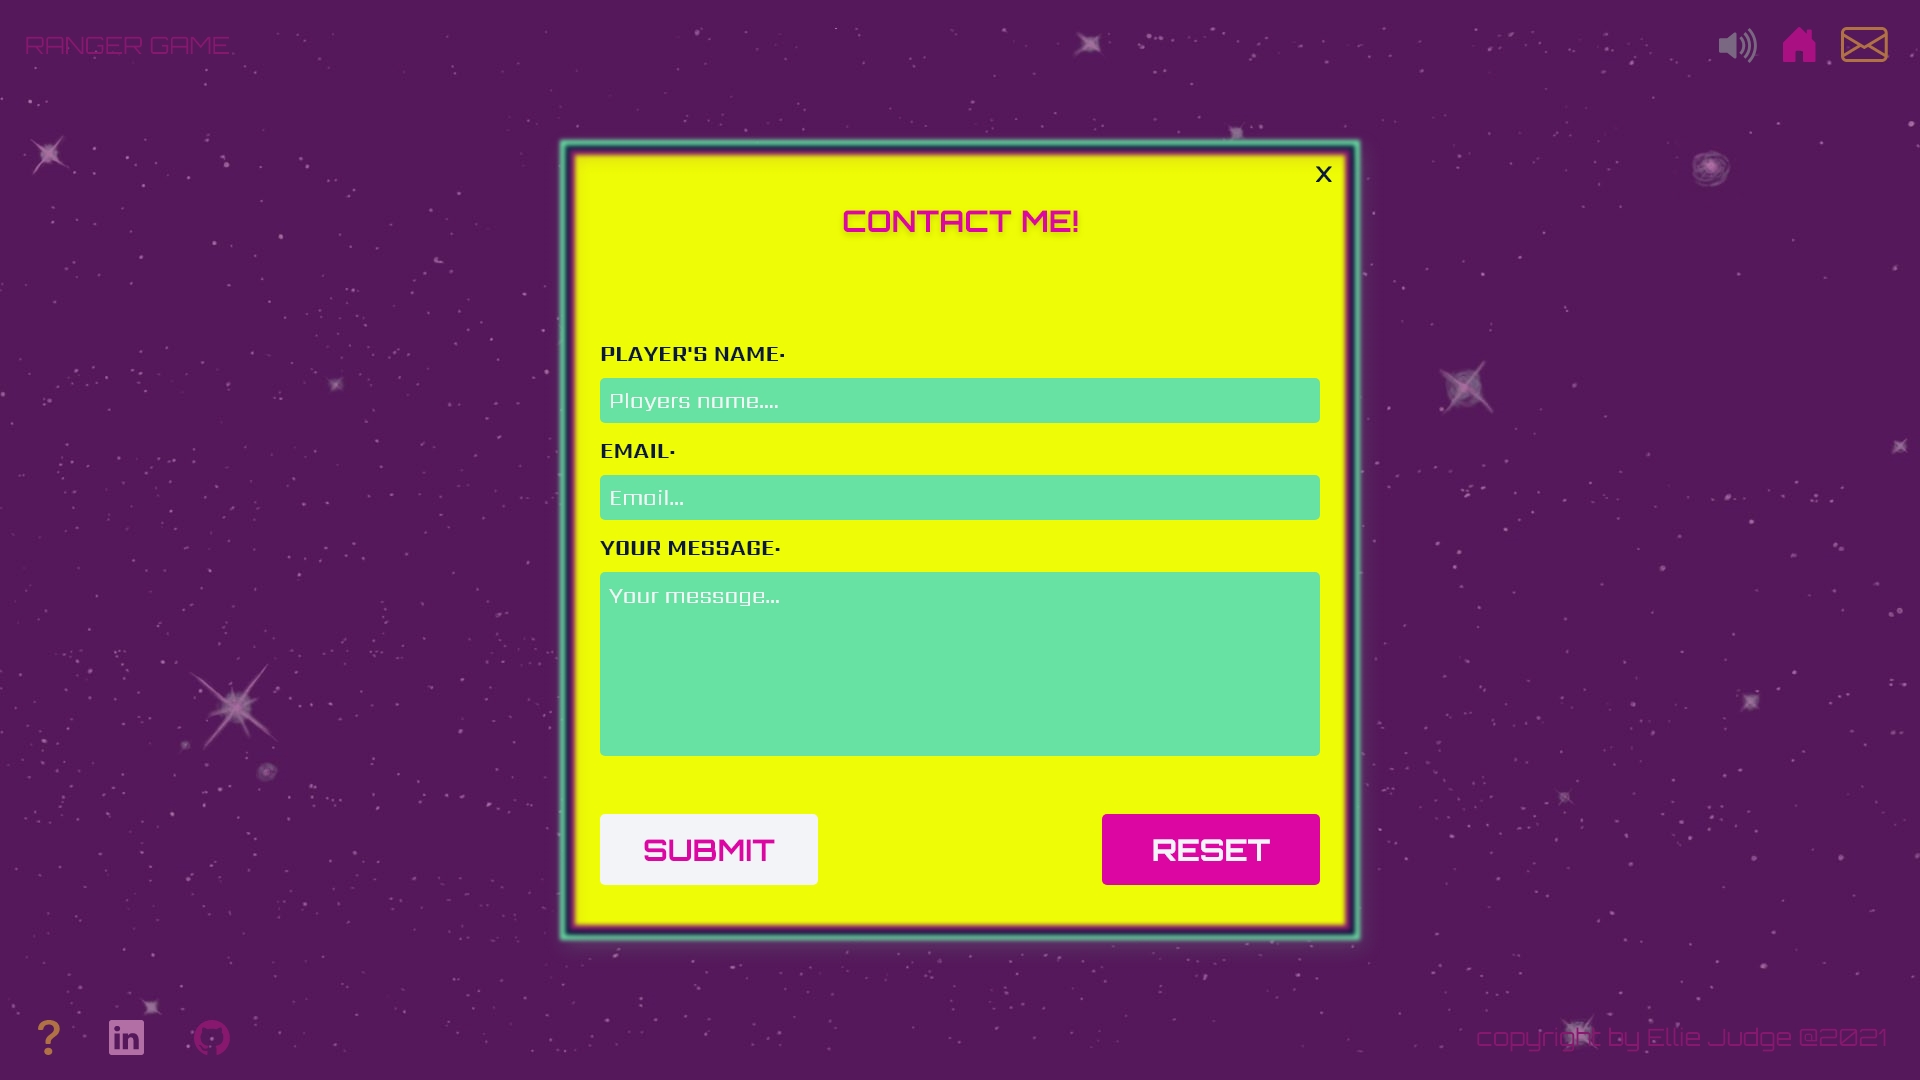 RANGER GAME.
X
CONTACT ME!
PLAYER'S NAME·
Players name....
EMAIL·
Email...
YOUR MESSAGE·
Your message...
SUBMIT
RESET
?
in
copyright by Ellie Judge @2021